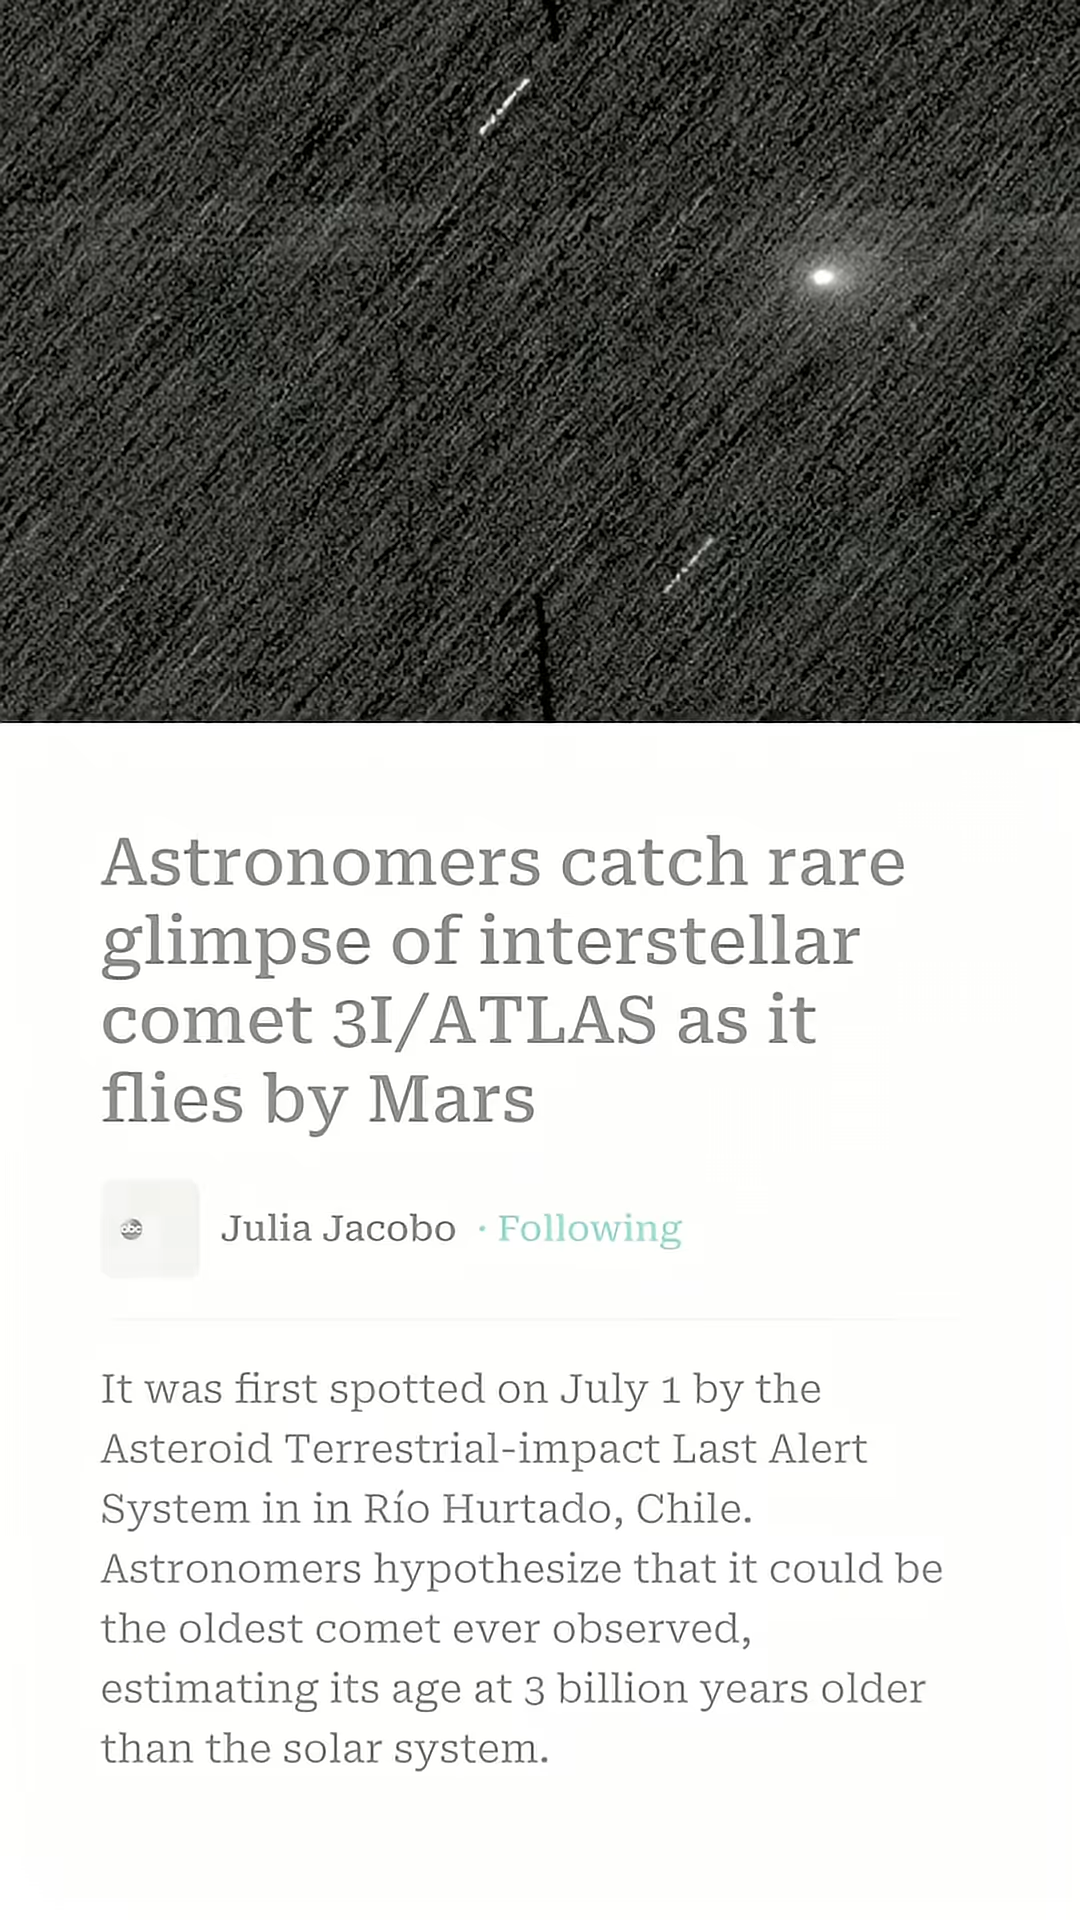 Astronomers catch rare
glimpse of interstellar
comet 3I/ATLAS as it
flies by Mars
abc
Julia Jacobo · Following
It was first spotted on July 1 by the
Asteroid Terrestrial-impact Last Alert
System in in Río Hurtado, Chile.
Astronomers hypothesize that it could be
the oldest comet ever observed,
estimating its age at 3 billion years older
than the solar system.